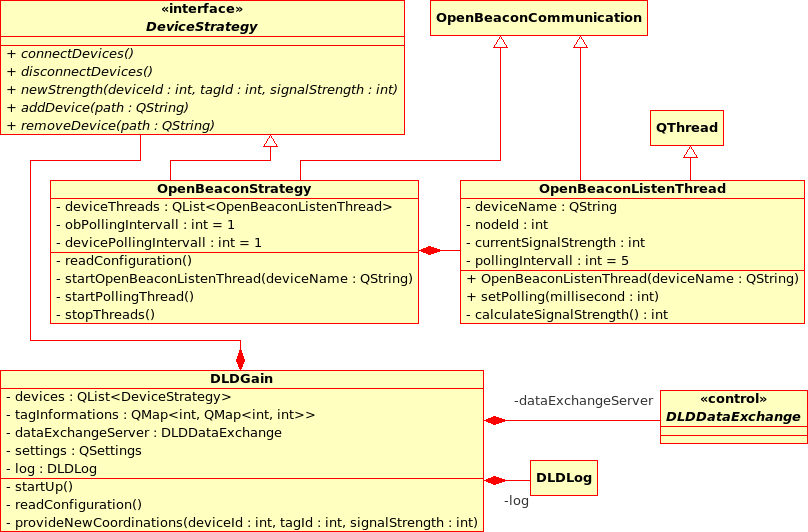 «interface»
DeviceStrategy
+ connectDevices()
+ disconnectDevices()
+ newStrength(deviceId : int, tagId : int, signalStrength : int)
+ addDevice(path : QString)
+ removeDevice(path : QString)
OpenBeaconCommunication
QThread
OpenBeaconStrategy
- deviceThreads : QList<OpenBeaconListenThread>
- obPollingIntervall : int = 1
- devicePollingIntervall : int = 1
- readConfiguration()
- startOpenBeaconListenThread(deviceName : QString)
- startPollingThread()
- stopThreads()
OpenBeaconListenThread
- deviceName : QString
- nodeId : int
- currentSignalStrength : int
- pollingIntervall : int = 5
+ OpenBeaconListenThread(deviceName : QString)
+ setPolling(millisecond : int)
- calculateSignalStrength() : int
DLDGain
- devices : QList<DeviceStrategy>
- tagInformations : QMap<int, QMap<int, int>>
- dataExchangeServer : DLDDataExchange
- settings : QSettings
- log : DLDLog
- startUp()
- readConfiguration()
- provideNewCoordinations(deviceId : int, tagId : int, signalStrength : int)
-dataExchangeServer
«control»
DLDDataExchange
DLDLog
-log